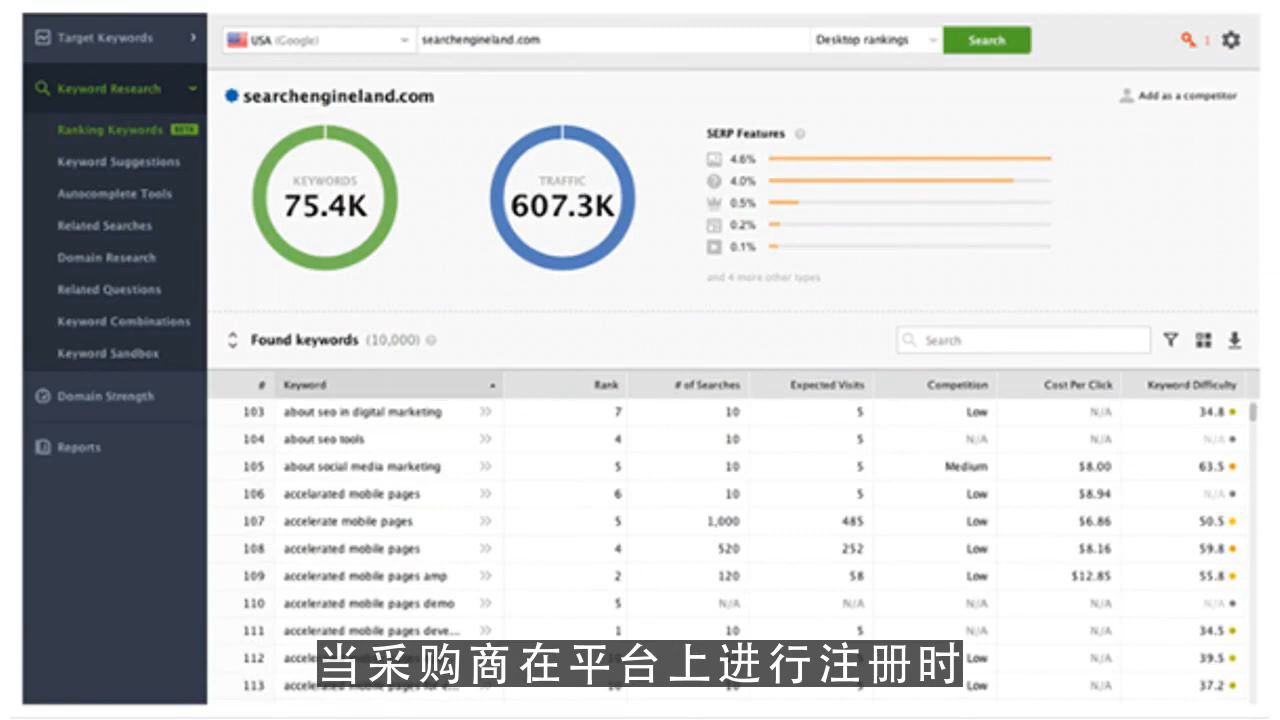 Target Keywords
Keyword Research
Ranking Keywords BETA
Keyword Suggestions
Autocomplete Tools
Related Searches
Domain Research
Related Questions
Keyword Combinations
Keyword Sandbox
Domain Strength
Reports
USA (Google) searchengineland.com Desktop rankings Search 1
searchengineland.com Add as a competitor
KEYWORDS
75.4K
TRAFFIC
607.3K
SERP Features
4.6%
4.0%
0.5%
0.2%
0.1%
and 4 more other types
Found keywords (10,000) Search
# Keyword Rank # of Searches Expected Visits Competition Cost Per Click Keyword Difficulty
103 about seo in digital marketing 7 10 5 Low N/A 34.8
104 about seo tools 4 10 5 N/A N/A N/A
105 about social media marketing 5 10 5 Medium $8.00 63.5
106 accelarated mobile pages 6 10 5 Low $8.94 N/A
107 accelerate mobile pages 5 1,000 485 Low $6.86 50.5
108 accelerated mobile pages 4 520 252 Low $8.16 59.8
109 accelerated mobile pages amp 2 120 58 Low $12.85 55.8
110 accelerated mobile pages demo 5 N/A N/A N/A N/A N/A
111 accelerated mobile pages deve... 1 10 5 N/A N/A 34.5
112 Low N/A 39.5
113 Low N/A 37.2
当采购商在平台上进行注册时